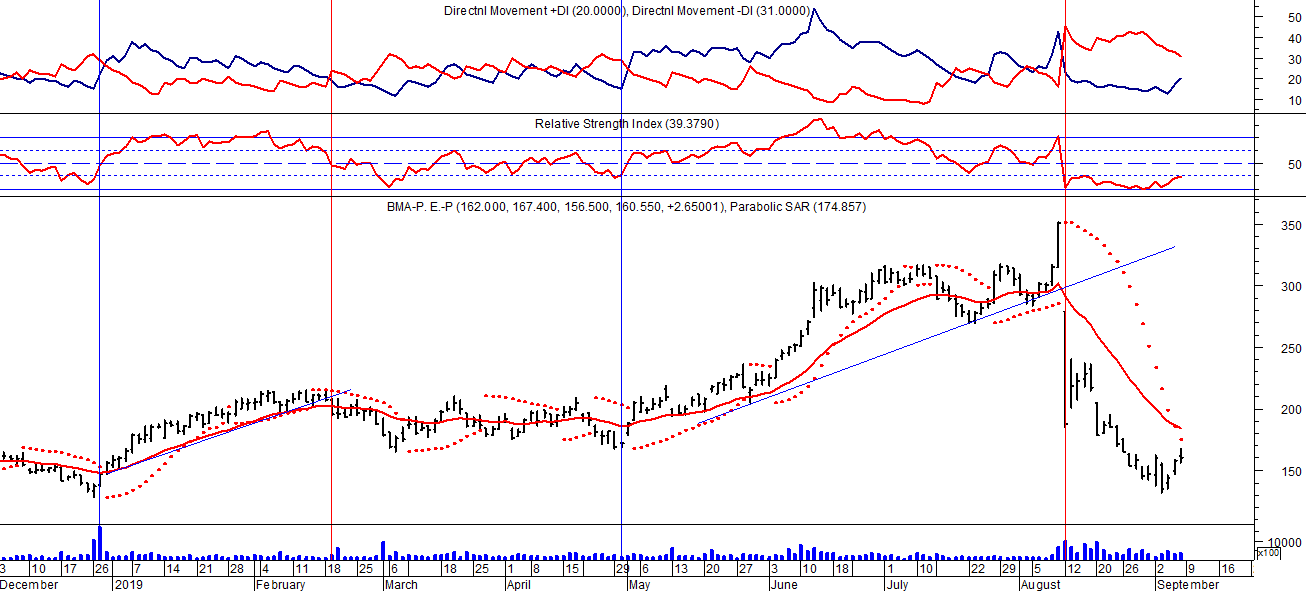 Directnl Movement +DI (20.0000), Directnl Movement -DI (31.0000)
50
40
30
20
10
Relative Strength Index (39.3790)
50
BMA-P. E.-P (162.000, 167.400, 156.500, 160.550, +2.65001), Parabolic SAR (174.857)
350
300
250
200
150
10000
x100
3 10 17 26 7 14 21 28 4 11 18 25 6 18 25 1 8 15 29 6 13 20 27 3 10 18 1 10 22 29 5 12 20 26 2 9 16
December 2019 February March April May June July August September